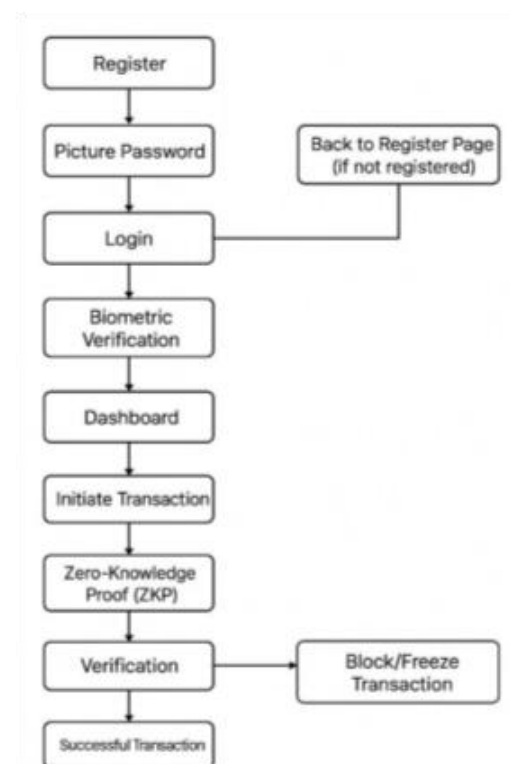 Register
Picture Password
Back to Register Page
(if not registered)
Login
Biometric
Verification
Dashboard
Initiate Transaction
Zero-Knowledge
Proof (ZKP)
Verification
Block/Freeze
Transaction
Successful Transaction